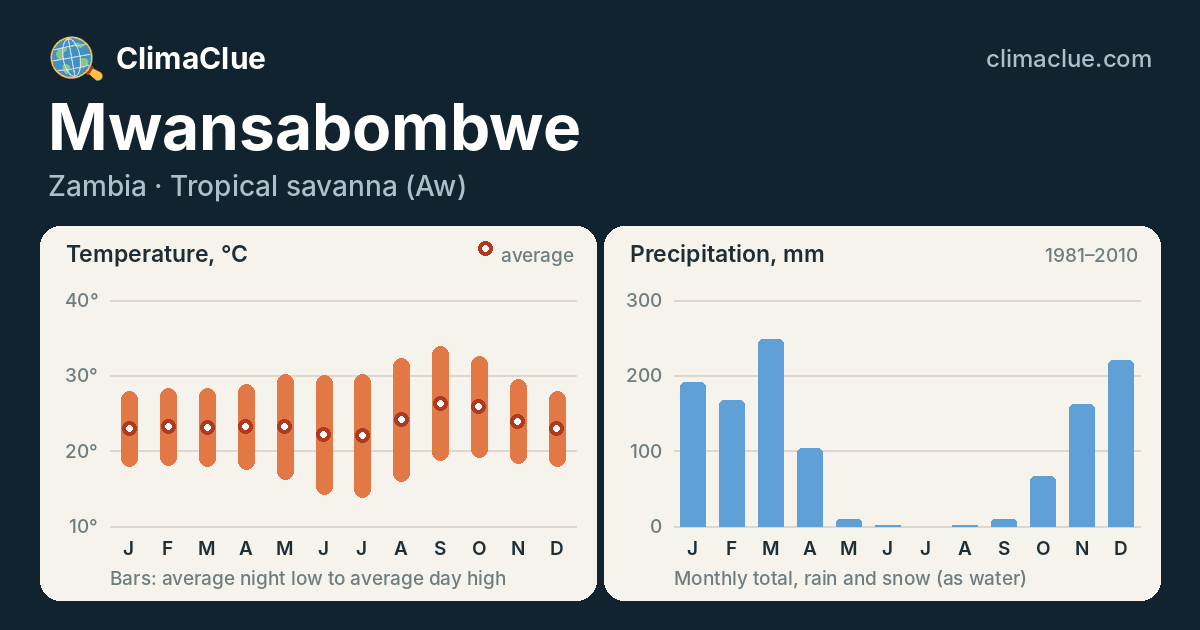 ClimaClue
climaclue.com
Mwansabombwe
Zambia · Tropical savanna (Aw)
Temperature, °C
average
40°
30°
20°
10°
J F M A M J J A S O N D
Bars: average night low to average day high
Precipitation, mm
1981–2010
300
200
100
0
J F M A M J J A S O N D
Monthly total, rain and snow (as water)